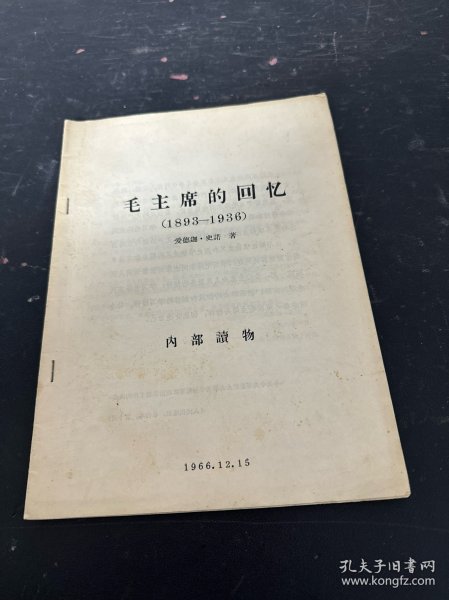 毛主席的回忆
(1893—1936)
爱德迦·史諾 著
内部讀物
1966.12.15
孔夫子旧书网
www.kongfz.com